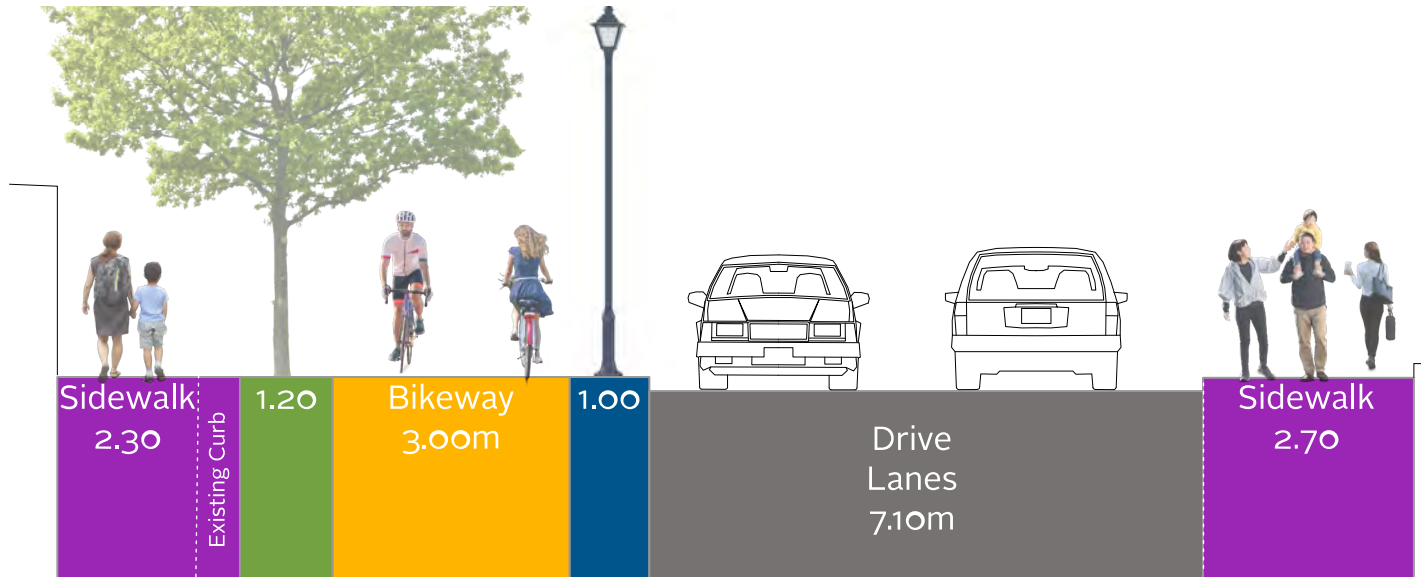 Sidewalk
2.30
Existing Curb
1.20
Bikeway
3.00m
1.00
Drive
Lanes
7.10m
Sidewalk
2.70